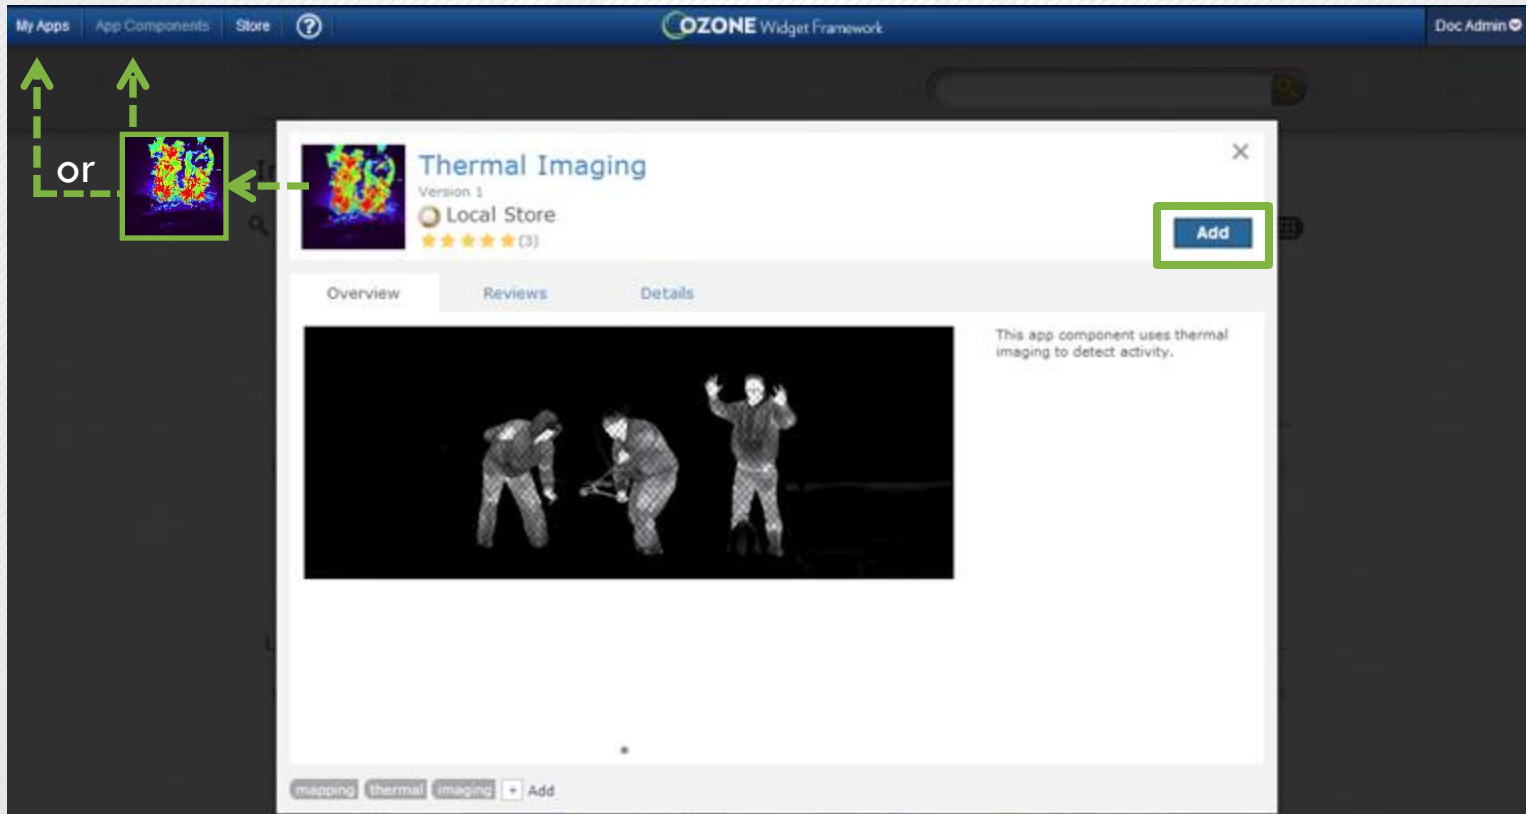 My Apps App Components Store ?
OZONE Widget Framework
Doc Admin
or
Thermal Imaging
Version 1
Local Store
(3)
Add
Overview Reviews Details
This app component uses thermal
imaging to detect activity.
mapping thermal imaging + Add